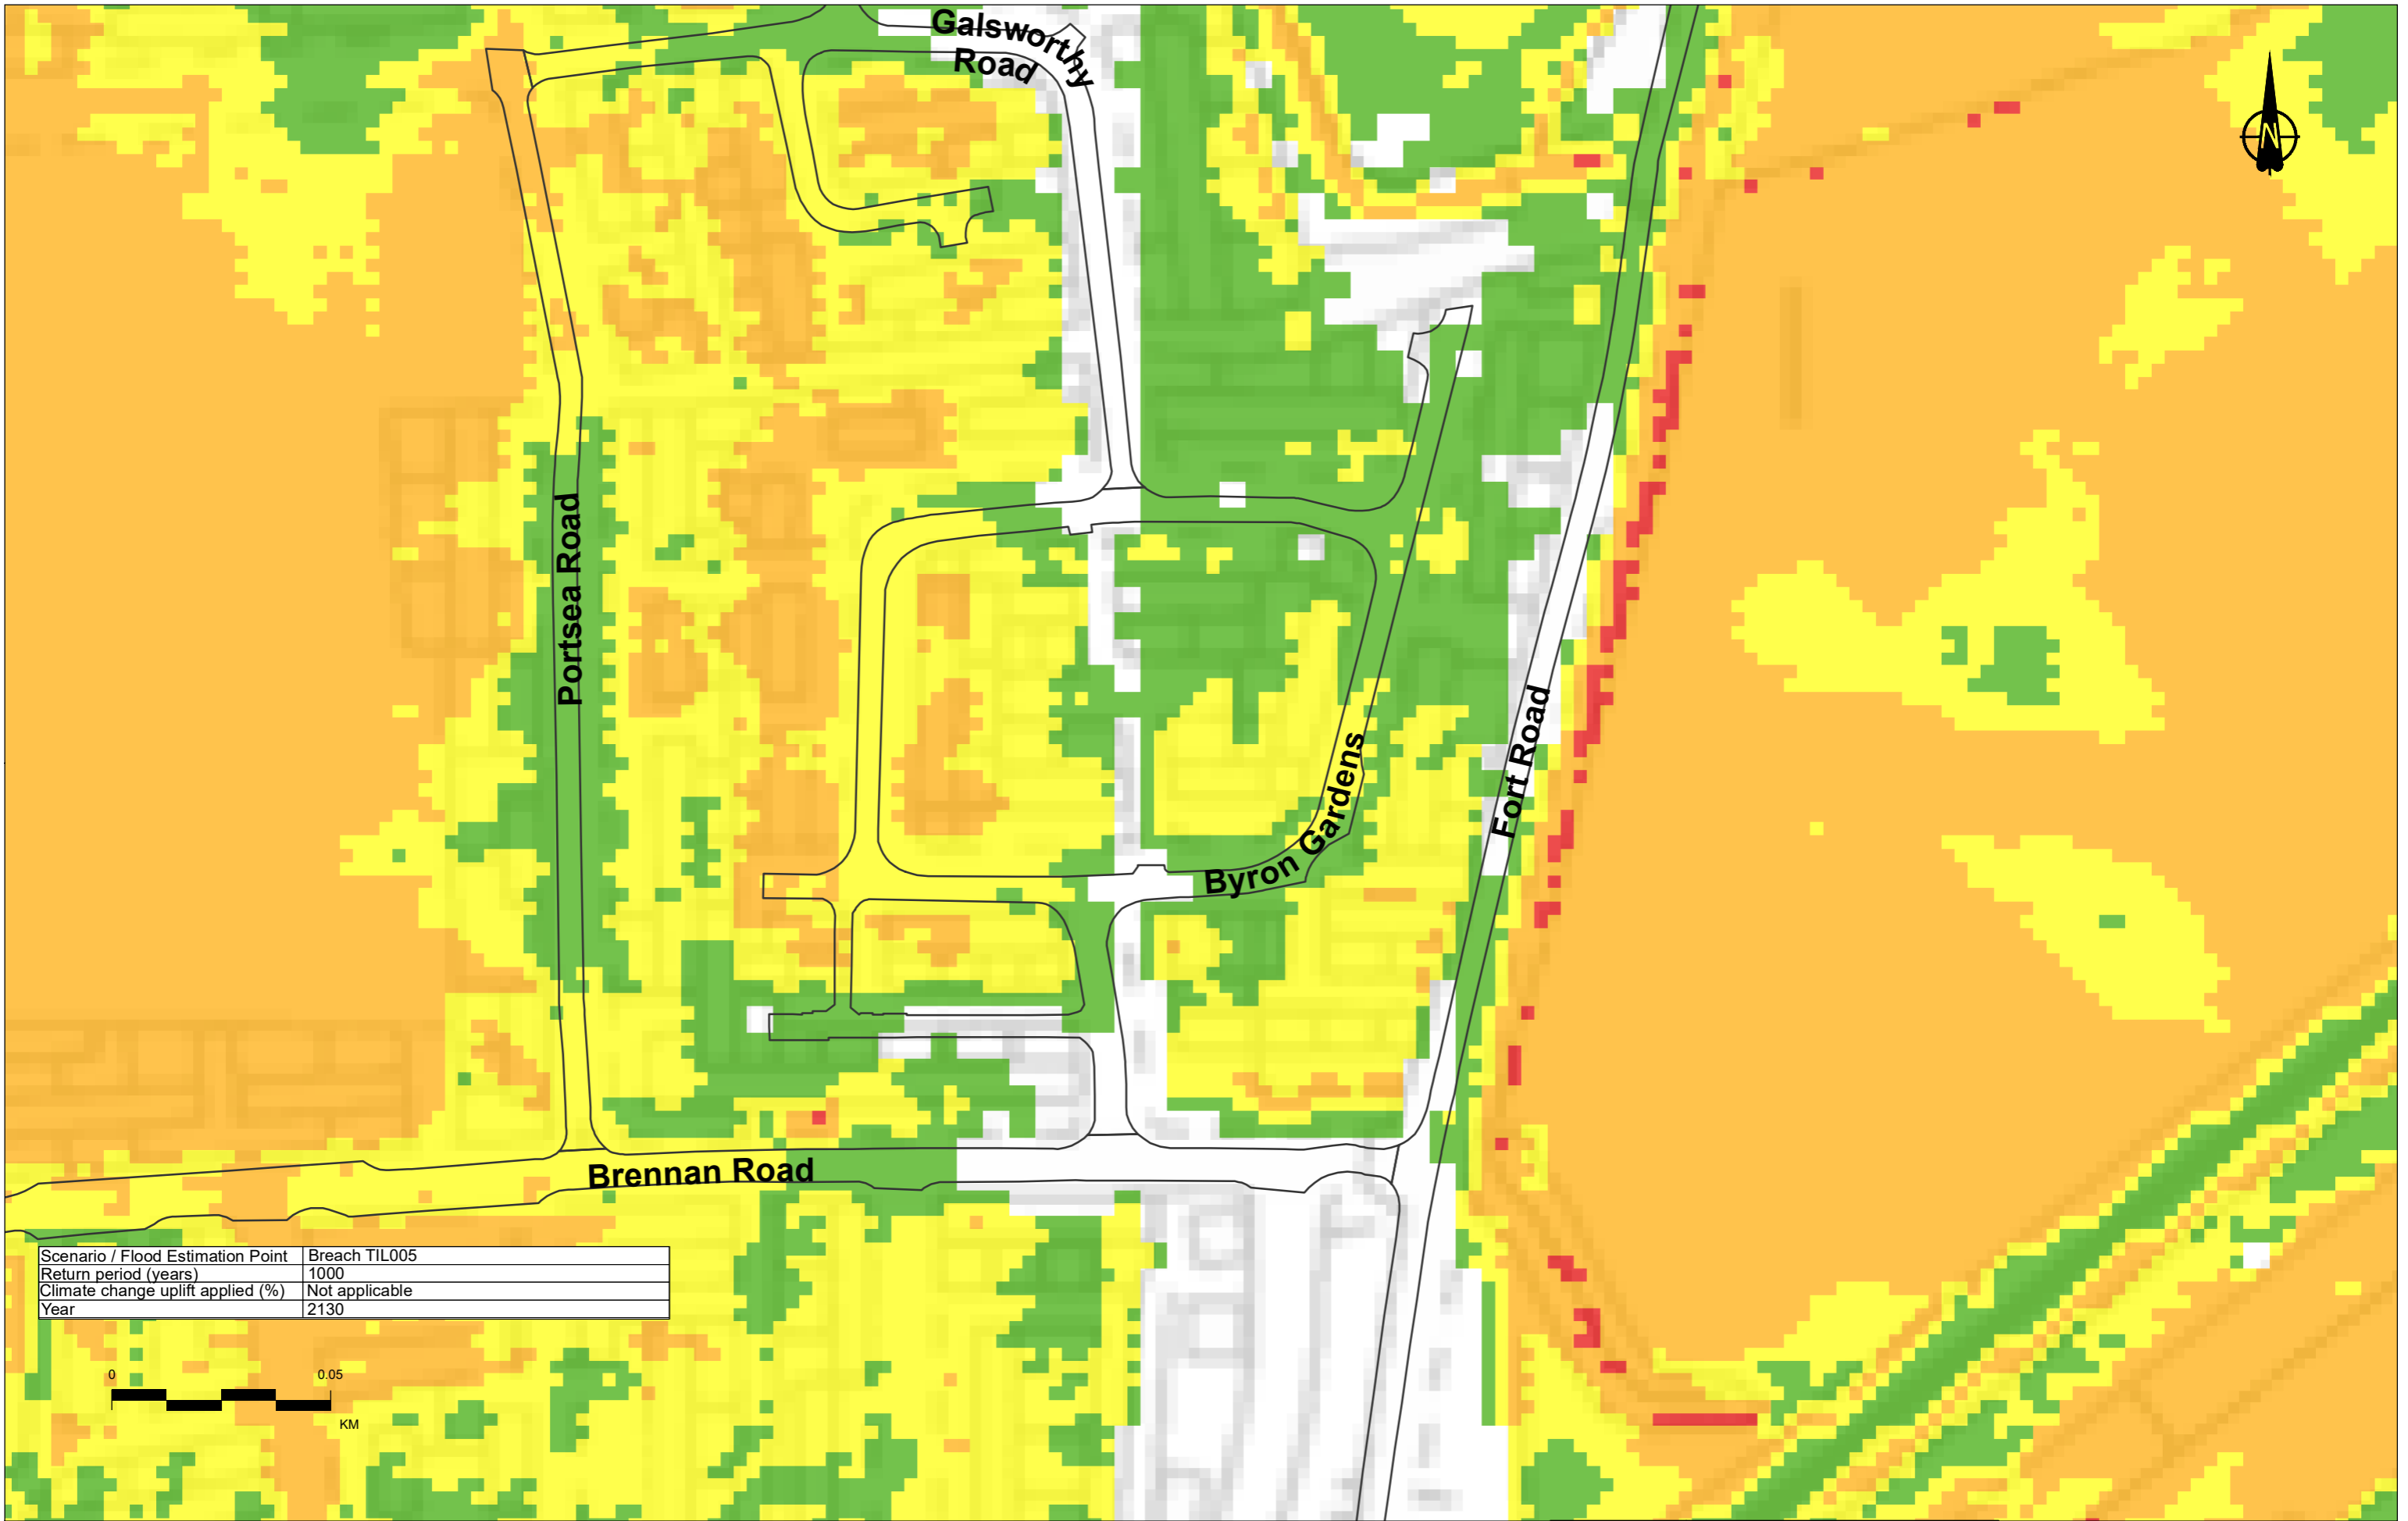 Galsworthy
Road
N
Portsea Road
Fort Road
Byron Gardens
Brennan Road
Scenario / Flood Estimation Point Breach TIL005
Return period (years) 1000
Climate change uplift applied (%) Not applicable
Year 2130
0 0.05
KM